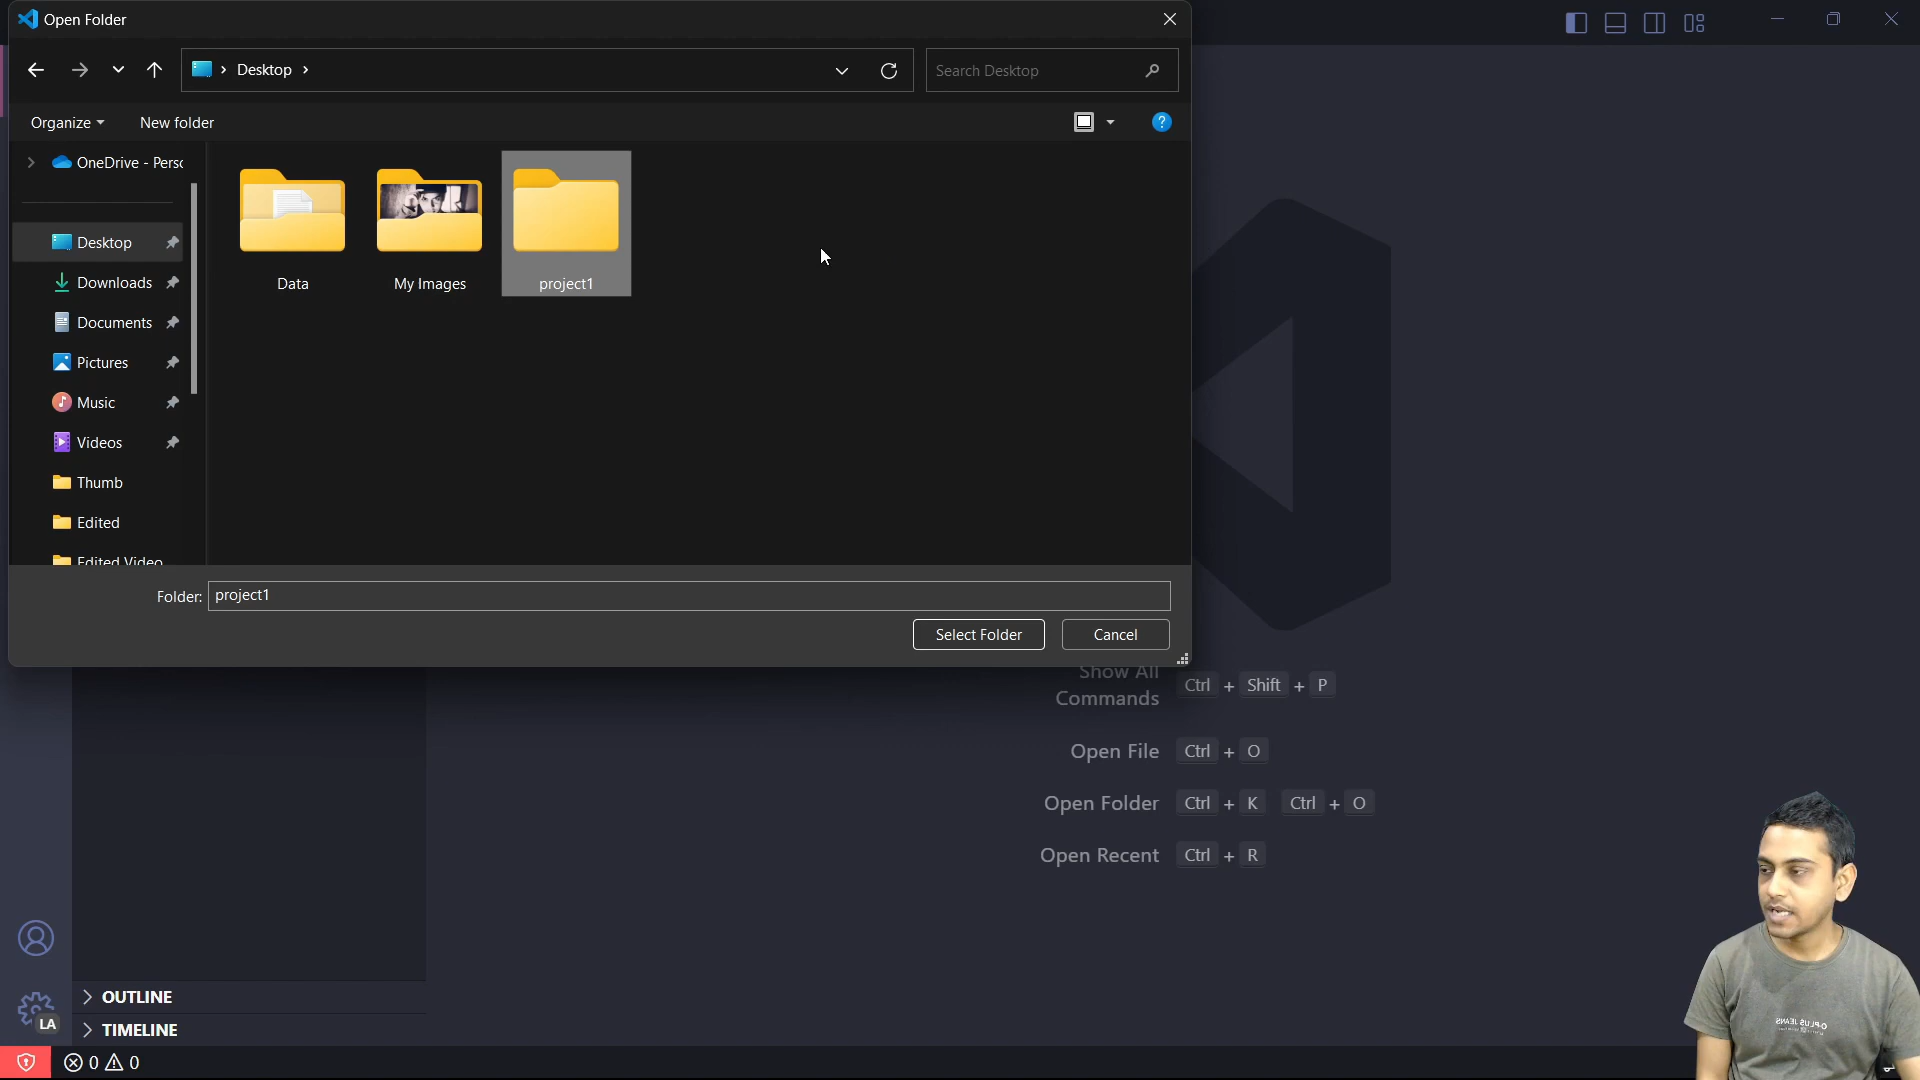 Open Folder
Desktop
Search Desktop
Organize
New folder
OneDrive - Perso
Desktop
Downloads
Documents
Pictures
Music
Videos
Thumb
Edited
Edited Video
Data
My Images
project1
Folder: project1
Select Folder
Cancel
Show All Commands Ctrl + Shift + P
Open File Ctrl + O
Open Folder Ctrl + K Ctrl + O
Open Recent Ctrl + R
LA
OUTLINE
TIMELINE
0 0